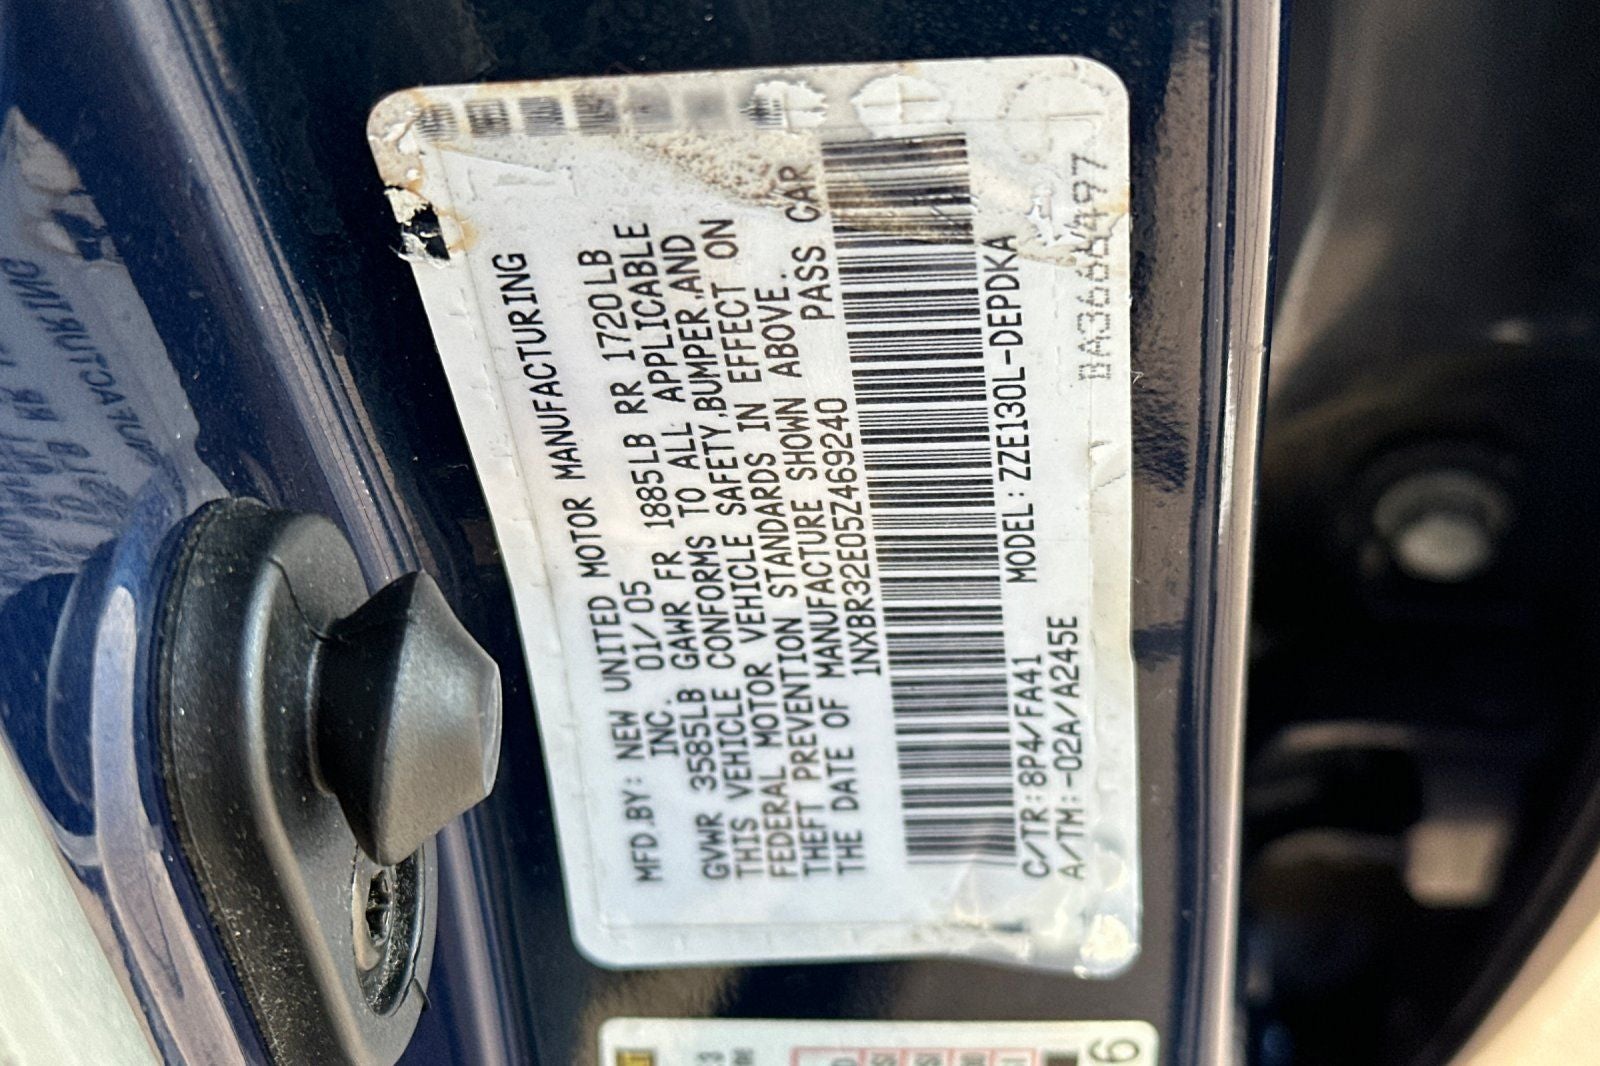 MFD.BY: NEW UNITED MOTOR MANUFACTURING
INC. 01/05
GVWR 3585LB GAWR FR 1885LB RR 1720LB
THIS VEHICLE CONFORMS TO ALL APPLICABLE
FEDERAL MOTOR VEHICLE SAFETY,BUMPER,AND
THEFT PREVENTION STANDARDS IN EFFECT ON
THE DATE OF MANUFACTURE SHOWN ABOVE.
1NXBR32E05Z469240 PASS CAR
MODEL: ZZE130L-DEPDKA
C/TR: 8P4/FA41
A/TM: -02A/A245E
6